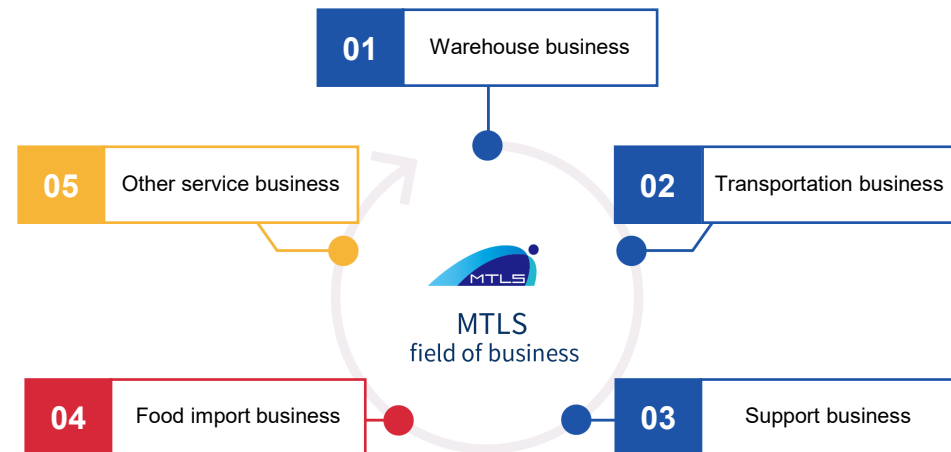 01 Warehouse business
02 Transportation business
03 Support business
04 Food import business
05 Other service business
MTLS
MTLS
field of business